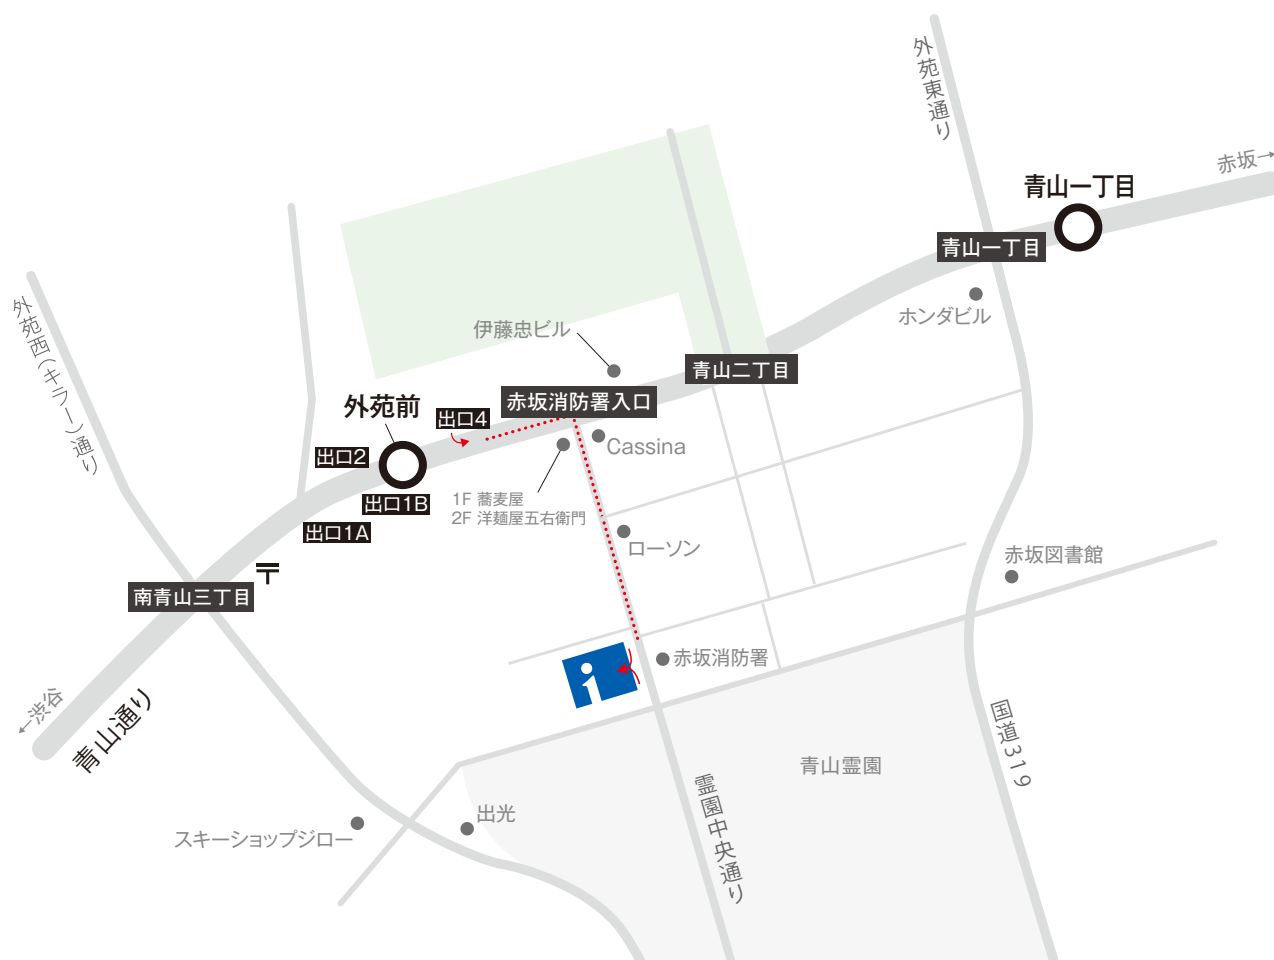 外苑東通り
赤坂→
青山一丁目
青山一丁目
ホンダビル
外苑西(キラー)通り
伊藤忠ビル
青山二丁目
赤坂消防署入口
外苑前
出口4
出口2
Cassina
出口1B
1F 蕎麦屋
2F 洋麺屋五右衛門
出口1A
ローソン
赤坂図書館
〒
南青山三丁目
赤坂消防署
←渋谷
青山通り
国道319
青山霊園
霊園中央通り
出光
スキーショップジロー